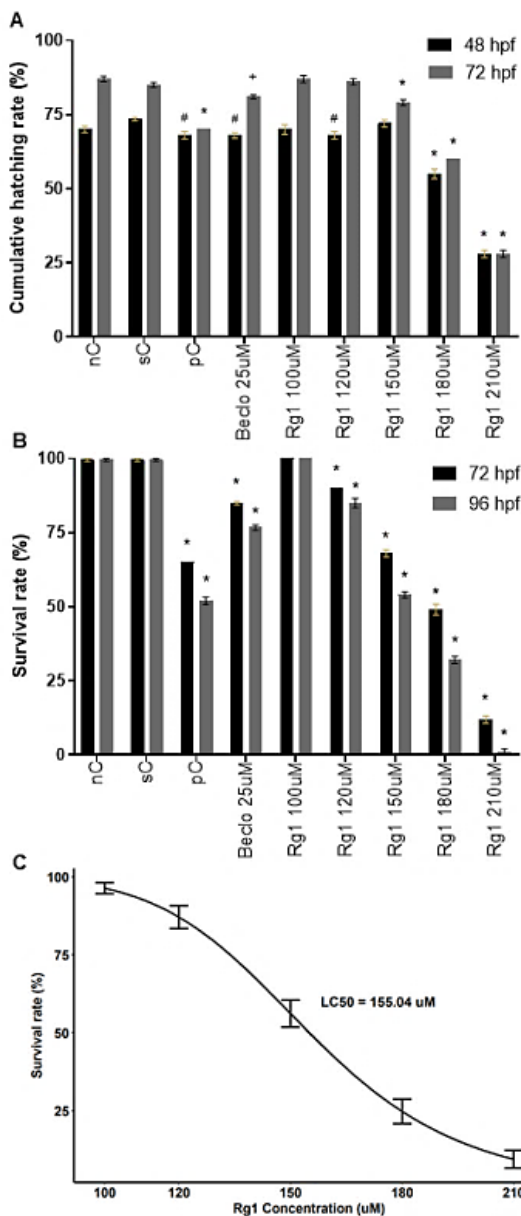 A
100
75
50
25
0
Cumulative hatching rate (%)
48 hpf
72 hpf
# * # + # * * * * *
nC
sC
pC
Beclo 25uM
Rg1 100uM
Rg1 120uM
Rg1 150uM
Rg1 180uM
Rg1 210uM
B
100
75
50
25
0
Survival rate (%)
72 hpf
96 hpf
* * * * * * * * * * * *
nC
sC
pC
Beclo 25uM
Rg1 100uM
Rg1 120uM
Rg1 150uM
Rg1 180uM
Rg1 210uM
C
100
75
50
25
Survival rate (%)
LC50 = 155.04 uM
100 120 150 180 210
Rg1 Concentration (uM)